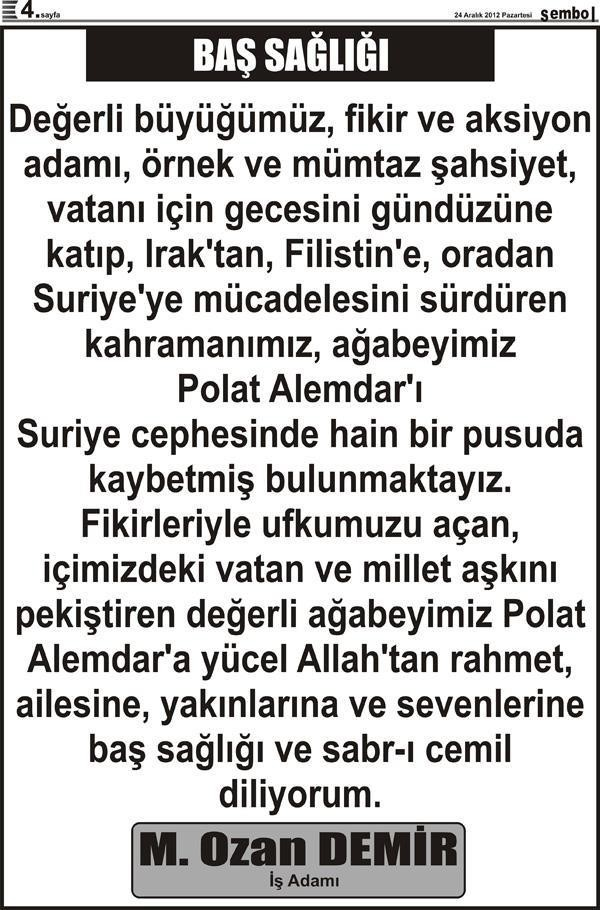 4.sayfa 24 Aralık 2012 Pazartesi Şembol
BAŞ SAĞLIĞI
Değerli büyüğümüz, fikir ve aksiyon
adamı, örnek ve mümtaz şahsiyet,
vatanı için gecesini gündüzüne
katıp, Irak'tan, Filistin'e, oradan
Suriye'ye mücadelesini sürdüren
kahramanımız, ağabeyimiz
Polat Alemdar'ı
Suriye cephesinde hain bir pusuda
kaybetmiş bulunmaktayız.
Fikirleriyle ufkumuzu açan,
içimizdeki vatan ve millet aşkını
pekiştiren değerli ağabeyimiz Polat
Alemdar'a yücel Allah'tan rahmet,
ailesine, yakınlarına ve sevenlerine
baş sağlığı ve sabr-ı cemil
diliyorum.
M. Ozan DEMİR
İş Adamı